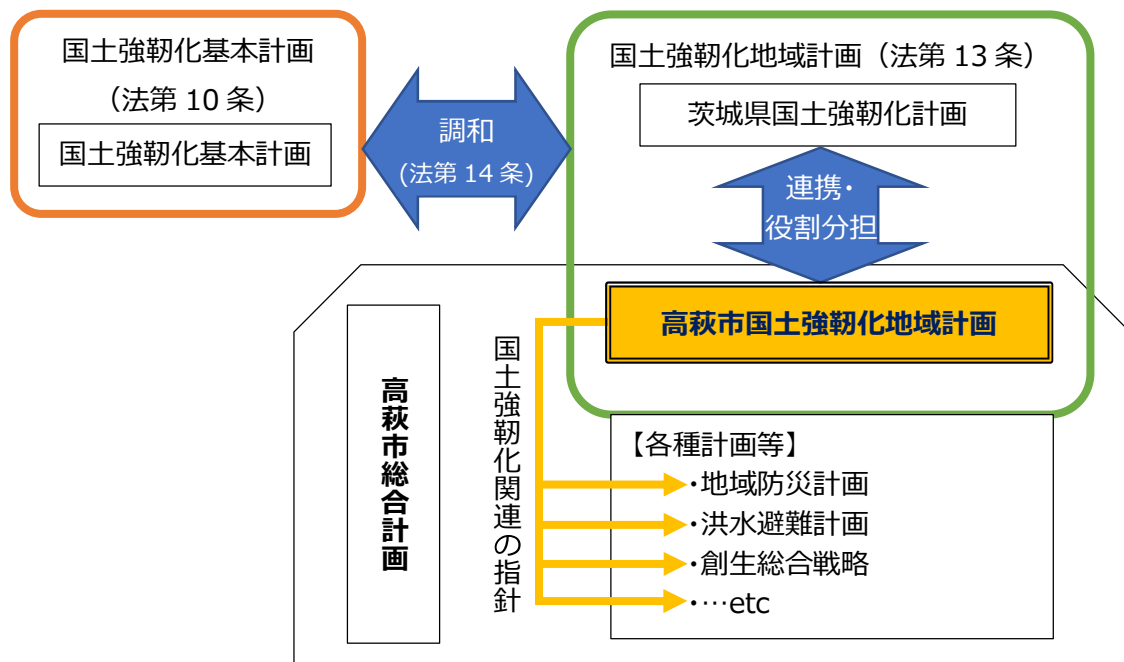 国土強靭化基本計画
（法第 10 条）
国土強靭化基本計画
調和
(法第 14 条)
国土強靭化地域計画（法第 13 条）
茨城県国土強靭化計画
連携・
役割分担
高萩市国土強靭化地域計画
高萩市総合計画
国土強靭化関連の指針
【各種計画等】
・地域防災計画
・洪水避難計画
・創生総合戦略
・…etc